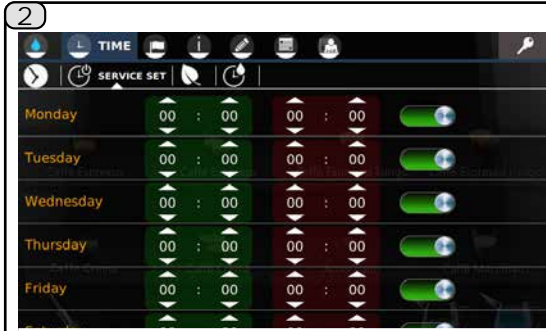 2
TIME
SERVICE SET
Monday 00 : 00 00 : 00
Tuesday 00 : 00 00 : 00
Wednesday 00 : 00 00 : 00
Thursday 00 : 00 00 : 00
Friday 00 : 00 00 : 00